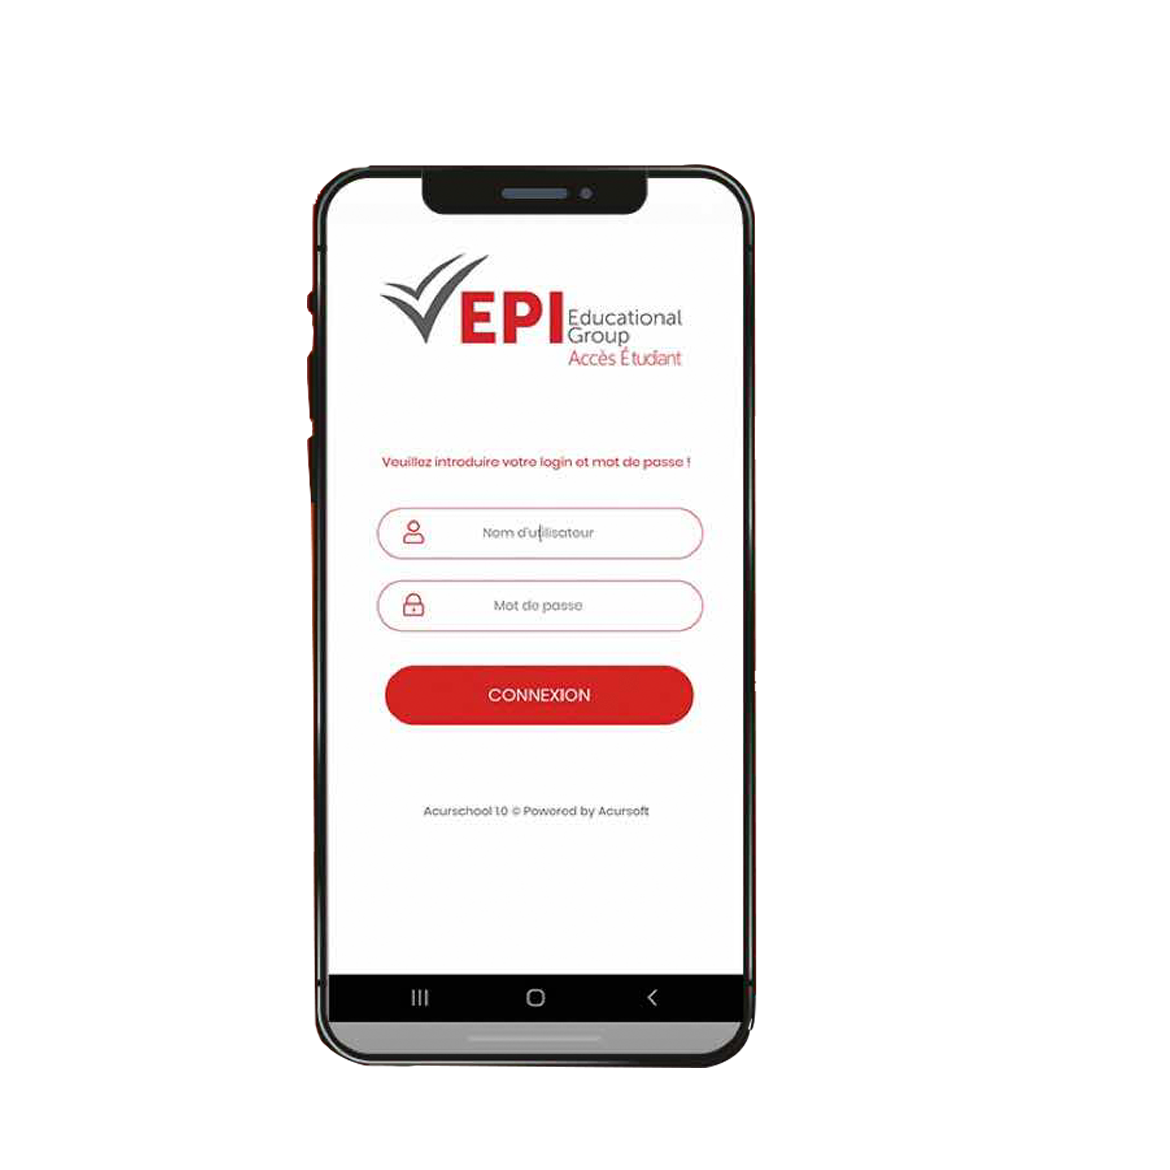 EPI
Educational
Group
Accès Étudiant
Veuillez introduire votre login et mot de passe !
Nom d'utilisateur
Mot de passe
CONNEXION
Acurschool 1.0 © Powered by Acursoft